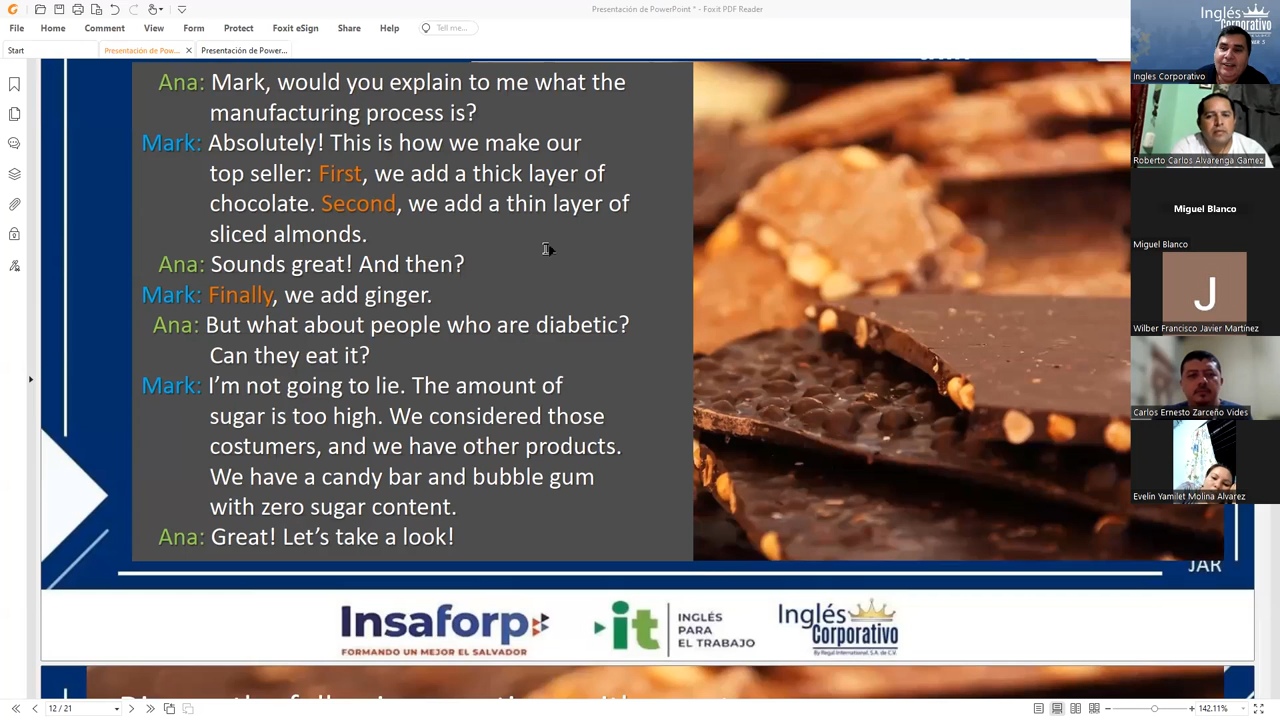 Presentación de PowerPoint * - Foxit PDF Reader
File Home Comment View Form Protect Foxit eSign Share Help Tell me...
Start Presentación de Pow... × Presentación de Power...
Ana: Mark, would you explain to me what the
manufacturing process is?
Mark: Absolutely! This is how we make our
top seller: First, we add a thick layer of
chocolate. Second, we add a thin layer of
sliced almonds.
Ana: Sounds great! And then?
Mark: Finally, we add ginger.
Ana: But what about people who are diabetic?
Can they eat it?
Mark: I'm not going to lie. The amount of
sugar is too high. We considered those
costumers, and we have other products.
We have a candy bar and bubble gum
with zero sugar content.
Ana: Great! Let's take a look!
JAR
Insaforp
FORMANDO UN MEJOR EL SALVADOR
it
INGLÉS
PARA
EL TRABAJO
Inglés
Corporativo
By Regal International, S.A. de C.V.
12 / 21
142.11%
Inglés
Corporativo
Ingles Corporativo
Roberto Carlos Alvarenga Gamez
Miguel Blanco
Miguel Blanco
J
Wilber Francisco Javier Martínez
Carlos Ernesto Zarceño Vides
Evelin Yamilet Molina Alvarez